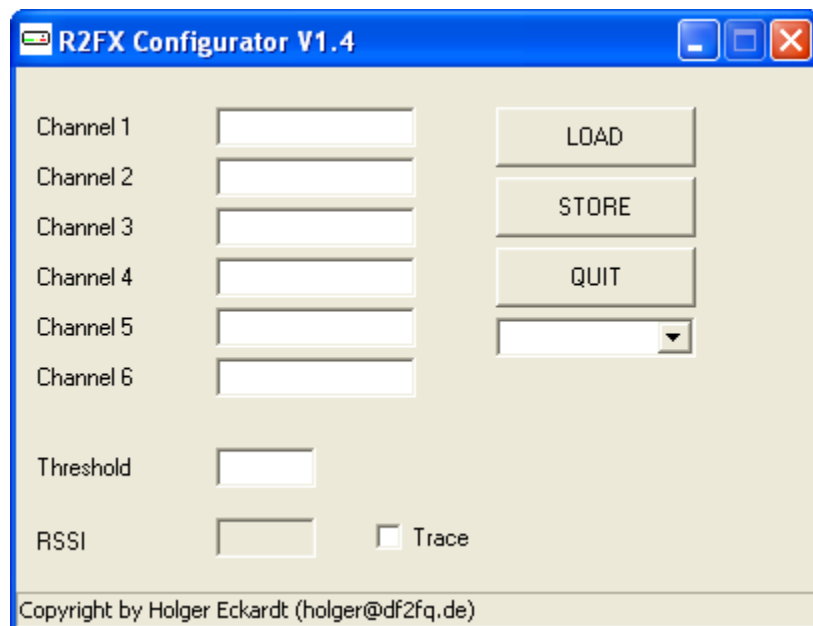 R2FX Configurator V1.4
Channel 1
LOAD
Channel 2
STORE
Channel 3
Channel 4
QUIT
Channel 5
Channel 6
Threshold
RSSI
Trace
Copyright by Holger Eckardt (holger@df2fq.de)